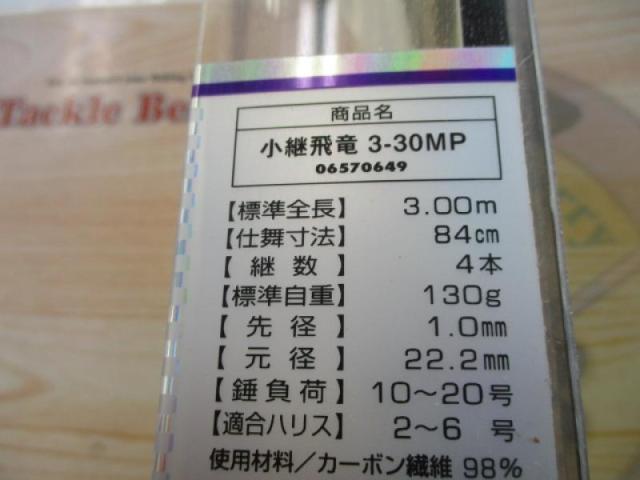 Tackle Be
商品名
小継飛竜 3-30MP
06570649
【標準全長】 3.00m
【仕舞寸法】 84cm
【継数】 4本
【標準自重】 130g
【先径】 1.0mm
【元径】 22.2mm
【錘負荷】 10〜20号
【適合ハリス】 2〜6号
使用材料/カーボン繊維 98%